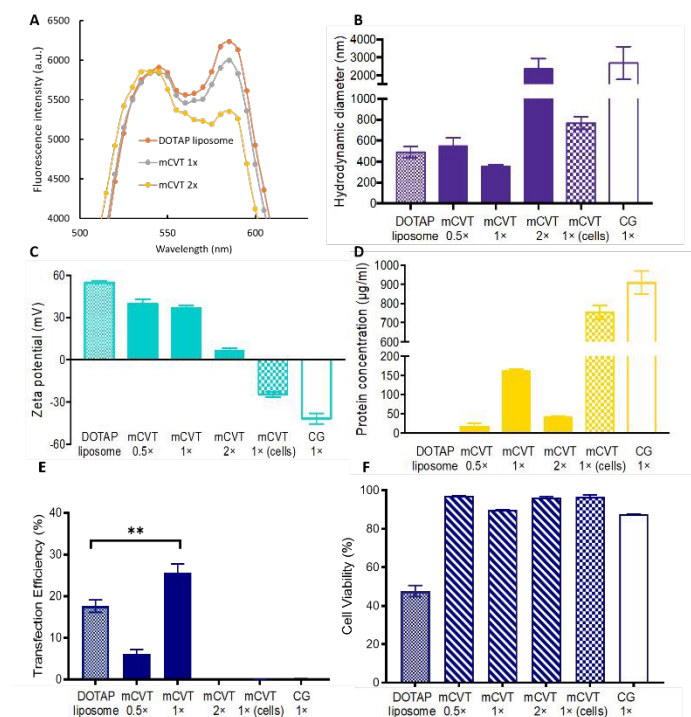 A
6500
6000
5500
5000
4500
4000
500
550
600
Fluorescence intensity (a.u.)
Wavelength (nm)
DOTAP liposome
mCVT 1x
mCVT 2x
B
4000
3000
2000
1000
800
600
400
200
0
Hydrodynamic diameter (nm)
DOTAP mCVT mCVT mCVT mCVT CG
liposome 0.5× 1× 2× 1× (cells) 1×
C
60
30
0
-30
-60
Zeta potential (mV)
DOTAP mCVT mCVT mCVT mCVT CG
liposome 0.5× 1× 2× 1× (cells) 1×
D
1000
900
800
700
600
200
150
100
50
0
Protein concentration (µg/ml)
DOTAP mCVT mCVT mCVT mCVT CG
liposome 0.5× 1× 2× 1× (cells) 1×
E
40
30
20
10
0
Transfection Efficiency (%)
**
DOTAP mCVT mCVT mCVT mCVT CG
liposome 0.5× 1× 2× 1× (cells) 1×
F
100
80
60
40
20
0
Cell Viability (%)
DOTAP mCVT mCVT mCVT mCVT CG
liposome 0.5× 1× 2× 1× (cells) 1×